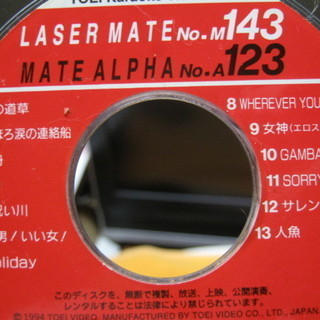 TOEI Karaoke
LASER MATE No.M143
MATE ALPHA No.A123
の道草
ほろ涙の連絡船
い川
男!いい女!
oliday
8 WHEREVER YOU
9 女神(エロス
10 GAMBA
11 SORRY
12 サレン
13 人魚
このディスクを、無断で複製、放送、上映、公開演奏、
レンタルすることは法により禁じられています。
©1994 TOEI VIDEO, MANUFACTURED BY TOEI VIDEO CO., LTD., JAPAN